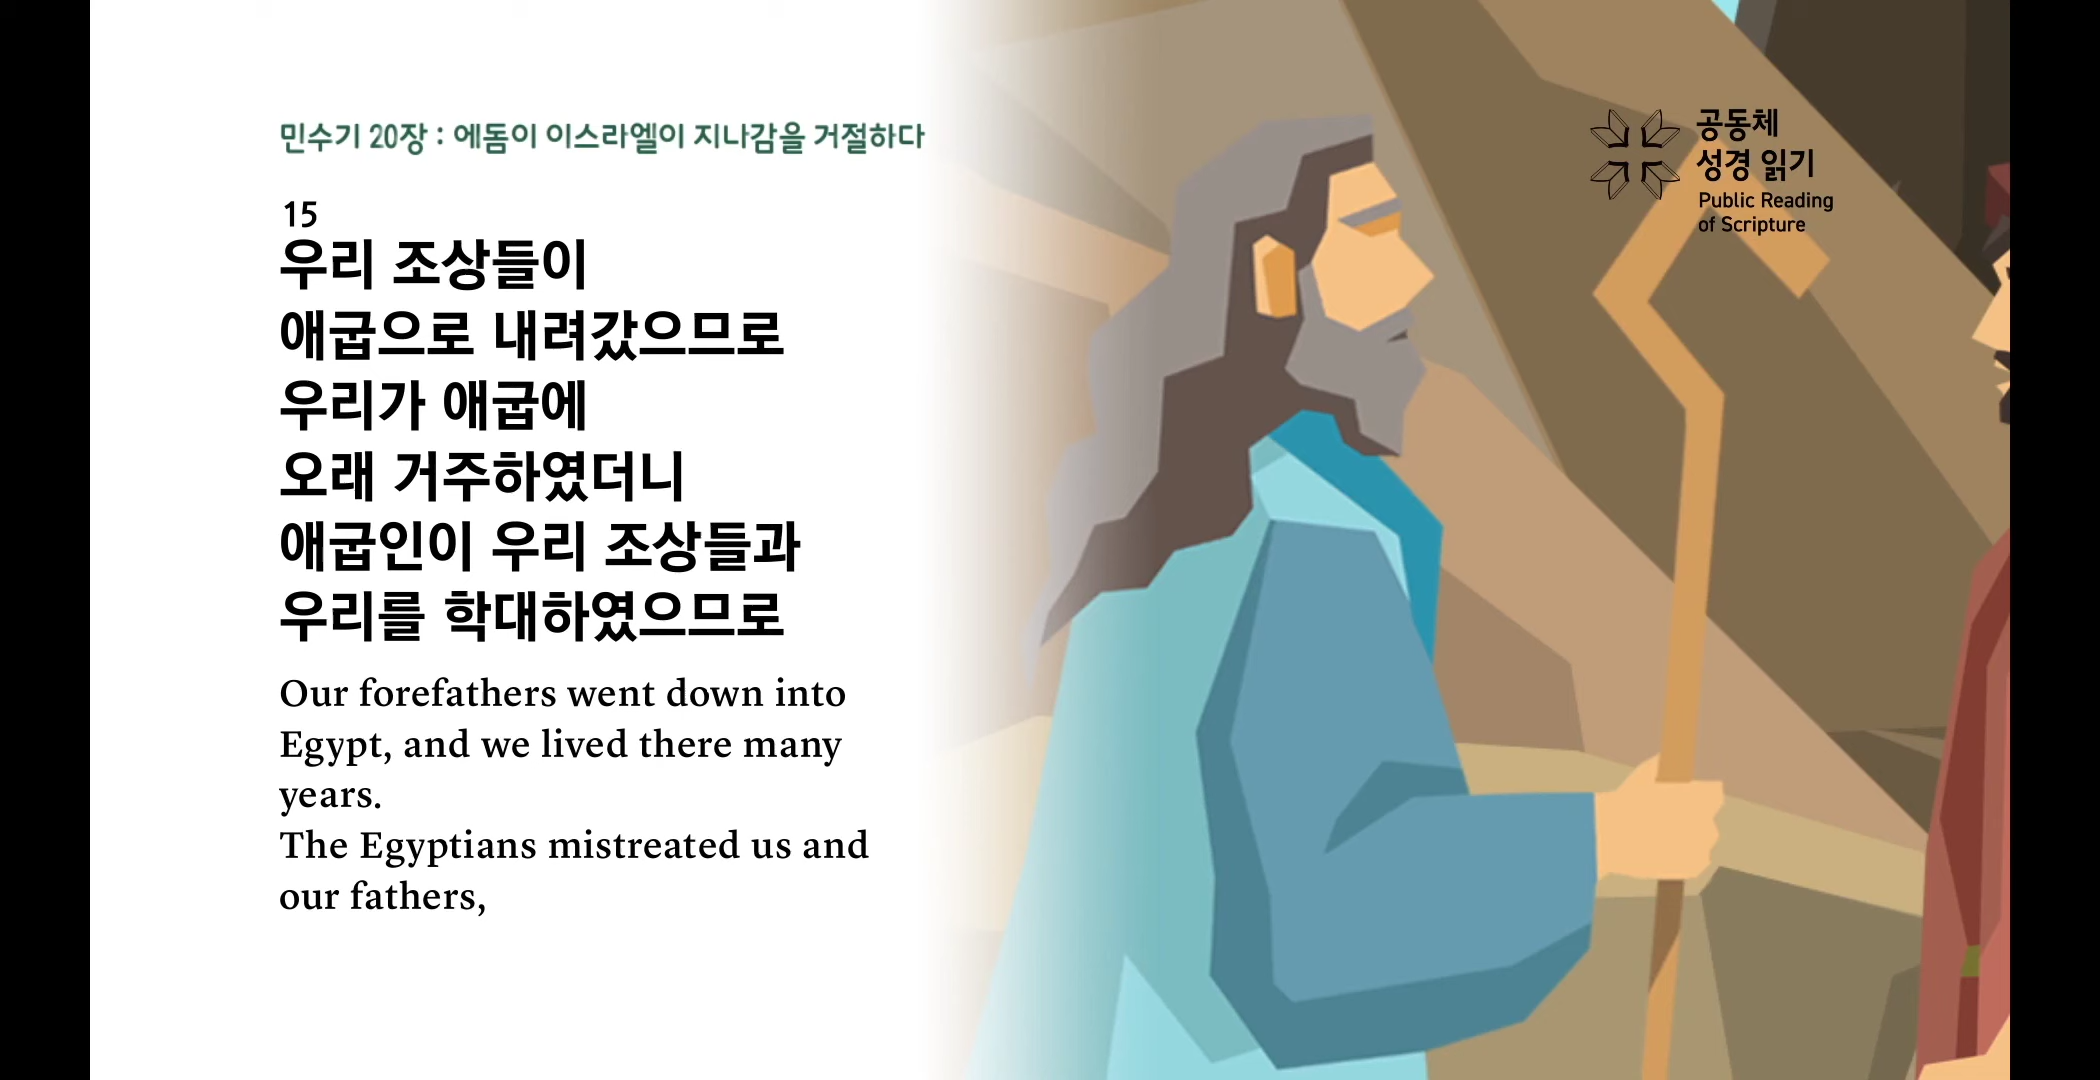 민수기 20장 : 에돔이 이스라엘이 지나감을 거절하다
15
우리 조상들이
애굽으로 내려갔으므로
우리가 애굽에
오래 거주하였더니
애굽인이 우리 조상들과
우리를 학대하였으므로
Our forefathers went down into
Egypt, and we lived there many
years.
The Egyptians mistreated us and
our fathers,
공동체
성경 읽기
Public Reading
of Scripture